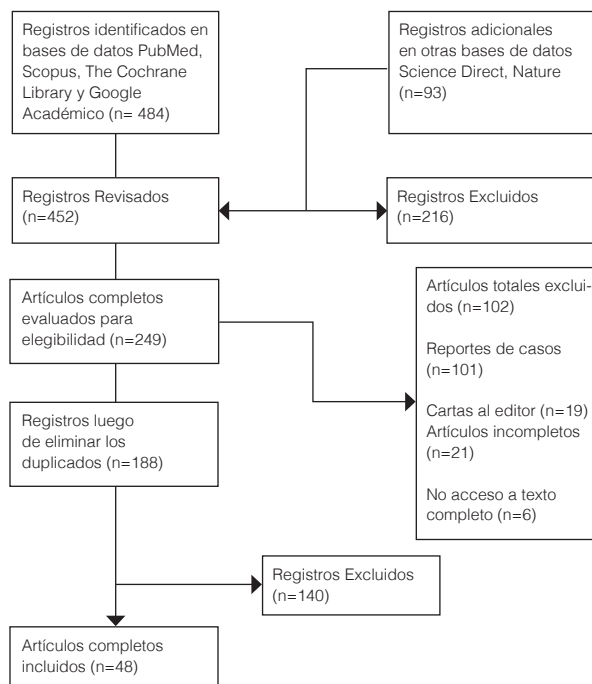 Registros identificados en
bases de datos PubMed,
Scopus, The Cochrane
Library y Google
Académico (n= 484)
Registros adicionales
en otras bases de datos
Science Direct, Nature
(n=93)
Registros Revisados
(n=452)
Registros Excluidos
(n=216)
Artículos completos
evaluados para
elegibilidad (n=249)
Artículos totales exclui-
dos (n=102)
Reportes de casos
(n=101)
Cartas al editor (n=19)
Artículos incompletos
(n=21)
No acceso a texto
completo (n=6)
Registros luego
de eliminar los
duplicados (n=188)
Registros Excluidos
(n=140)
Artículos completos
incluidos (n=48)